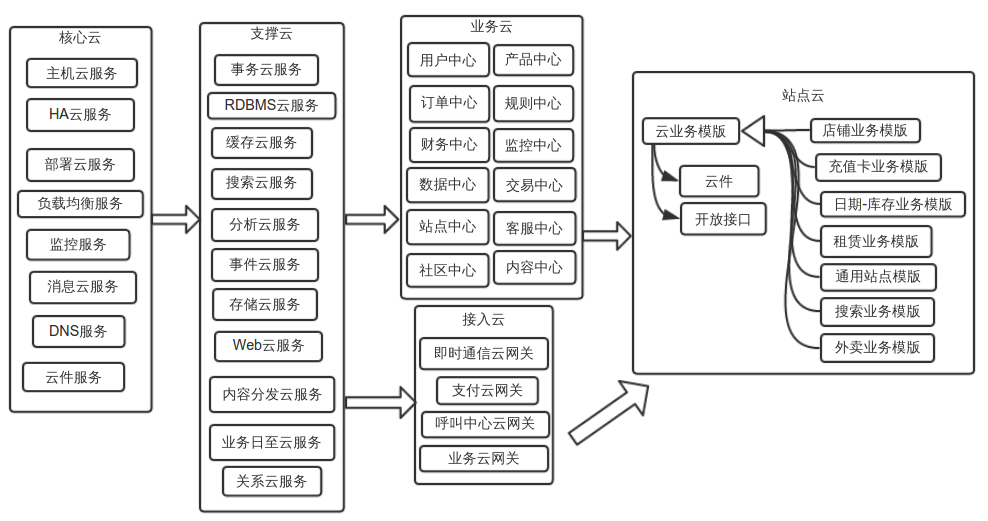 核心云
主机云服务
HA云服务
部署云服务
负载均衡服务
监控服务
消息云服务
DNS服务
云件服务
支撑云
事务云服务
RDBMS云服务
缓存云服务
搜索云服务
分析云服务
事件云服务
存储云服务
Web云服务
内容分发云服务
业务日至云服务
关系云服务
业务云
用户中心
产品中心
订单中心
规则中心
财务中心
监控中心
数据中心
交易中心
站点中心
客服中心
社区中心
内容中心
接入云
即时通信云网关
支付云网关
呼叫中心云网关
业务云网关
站点云
云业务模版
云件
开放接口
店铺业务模版
充值卡业务模版
日期-库存业务模版
租赁业务模版
通用站点模版
搜索业务模版
外卖业务模版